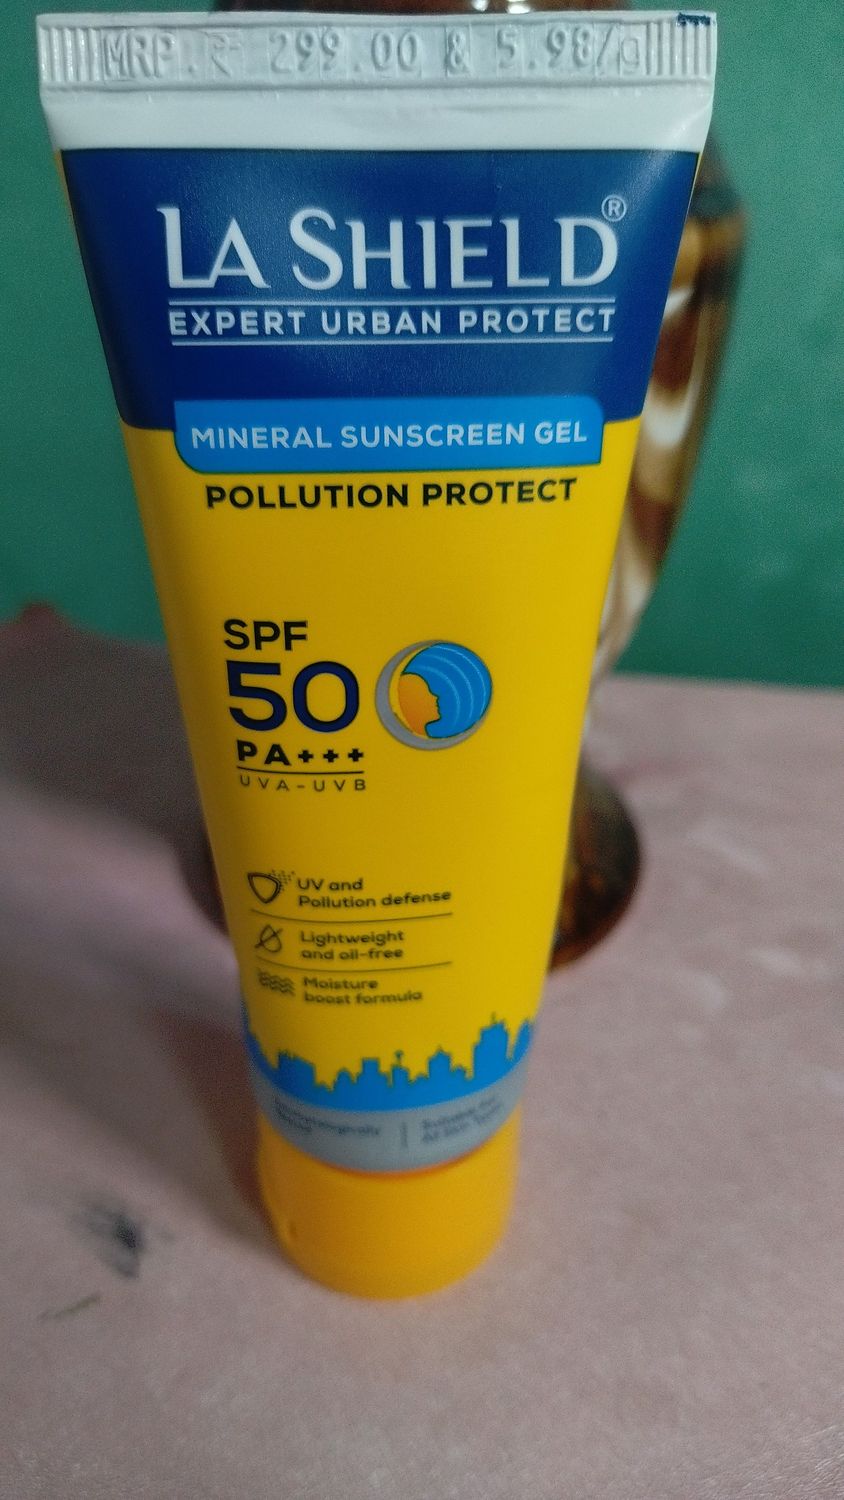 MRP. ₹ 299.00 & 5.98/g
LA SHIELD®
EXPERT URBAN PROTECT
MINERAL SUNSCREEN GEL
POLLUTION PROTECT
SPF
50
PA+++
UVA-UVB
UV and
Pollution defense
Lightweight
and oil-free
Moisture
boost formula